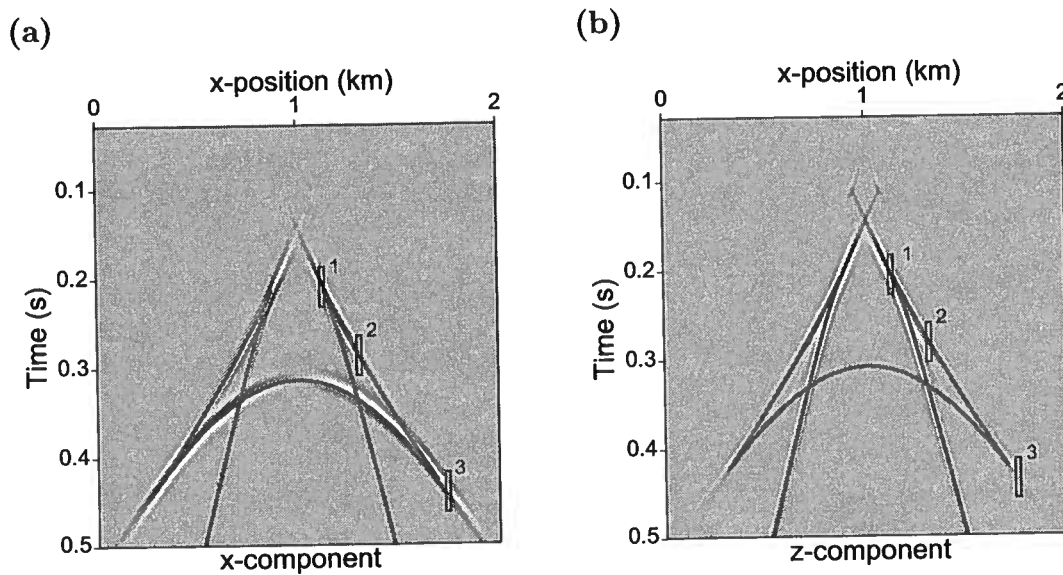 (a)
x-position (km)
0 1 2
0.1
0.2
0.3
0.4
0.5
Time (s)
1
2
3
x-component
(b)
x-position (km)
0 1 2
0.1
0.2
0.3
0.4
0.5
Time (s)
1
2
3
z-component